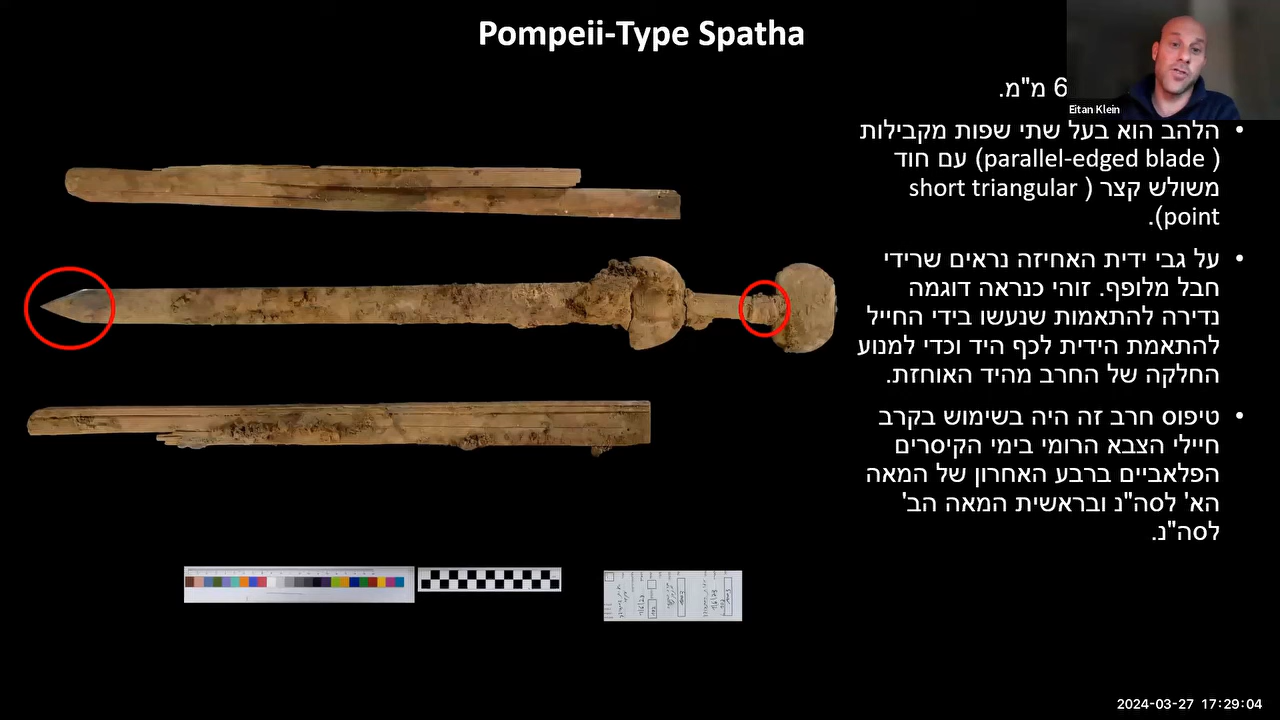 Pompeii-Type Spatha
6 מ"מ.
Eitan Klein
• הלהב הוא בעל שתי שפות מקבילות
( parallel-edged blade) עם חוד
משולש קצר ( short triangular
point).
• על גבי ידית האחיזה נראים שרידי
חבל מלופף. זוהי כנראה דוגמה
נדירה להתאמות שנעשו בידי החייל
להתאמת הידית לכף היד וכדי למנוע
החלקה של החרב מהיד האוחזת.
• טיפוס חרב זה היה בשימוש בקרב
חיילי הצבא הרומי בימי הקיסרים
הפלאביים ברבע האחרון של המאה
הא' לסה"נ ובראשית המאה הב'
לסה"נ.
2024-03-27 17:29:04